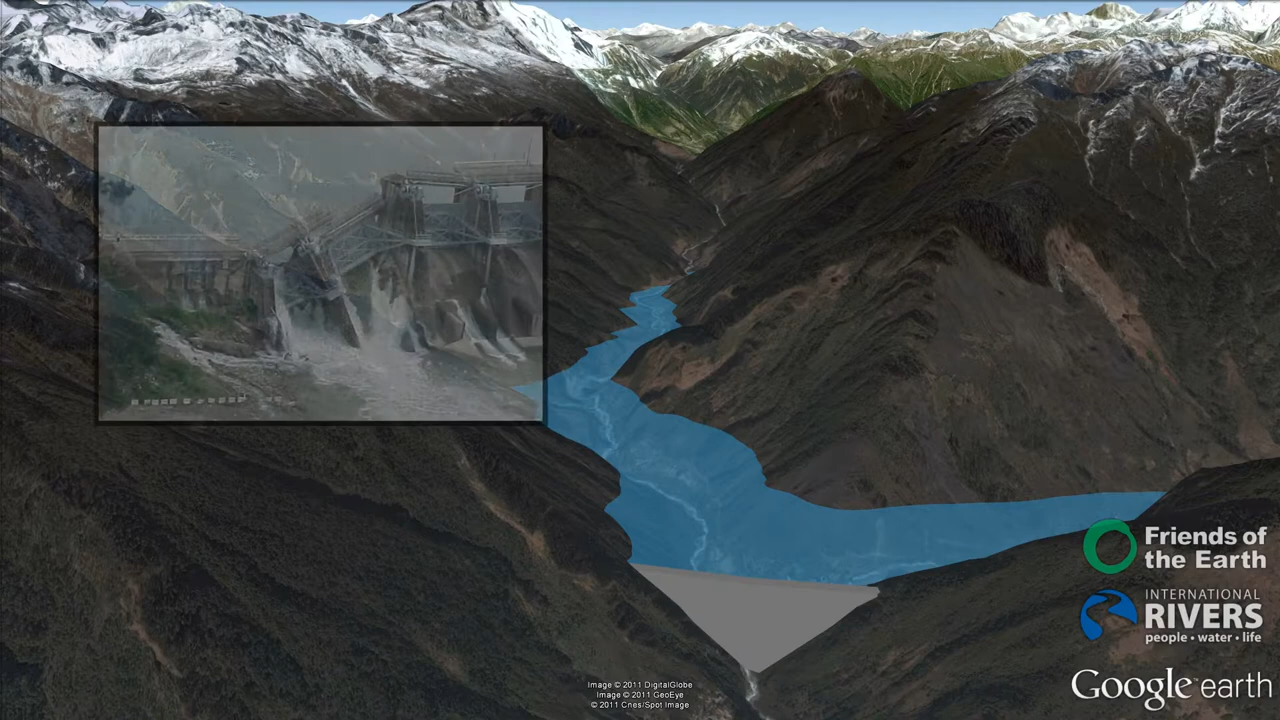 Friends of
the Earth
INTERNATIONAL
RIVERS
people • water • life
Google earth
Image © 2011 DigitalGlobe
Image © 2011 GeoEye
© 2011 Cnes/Spot Image